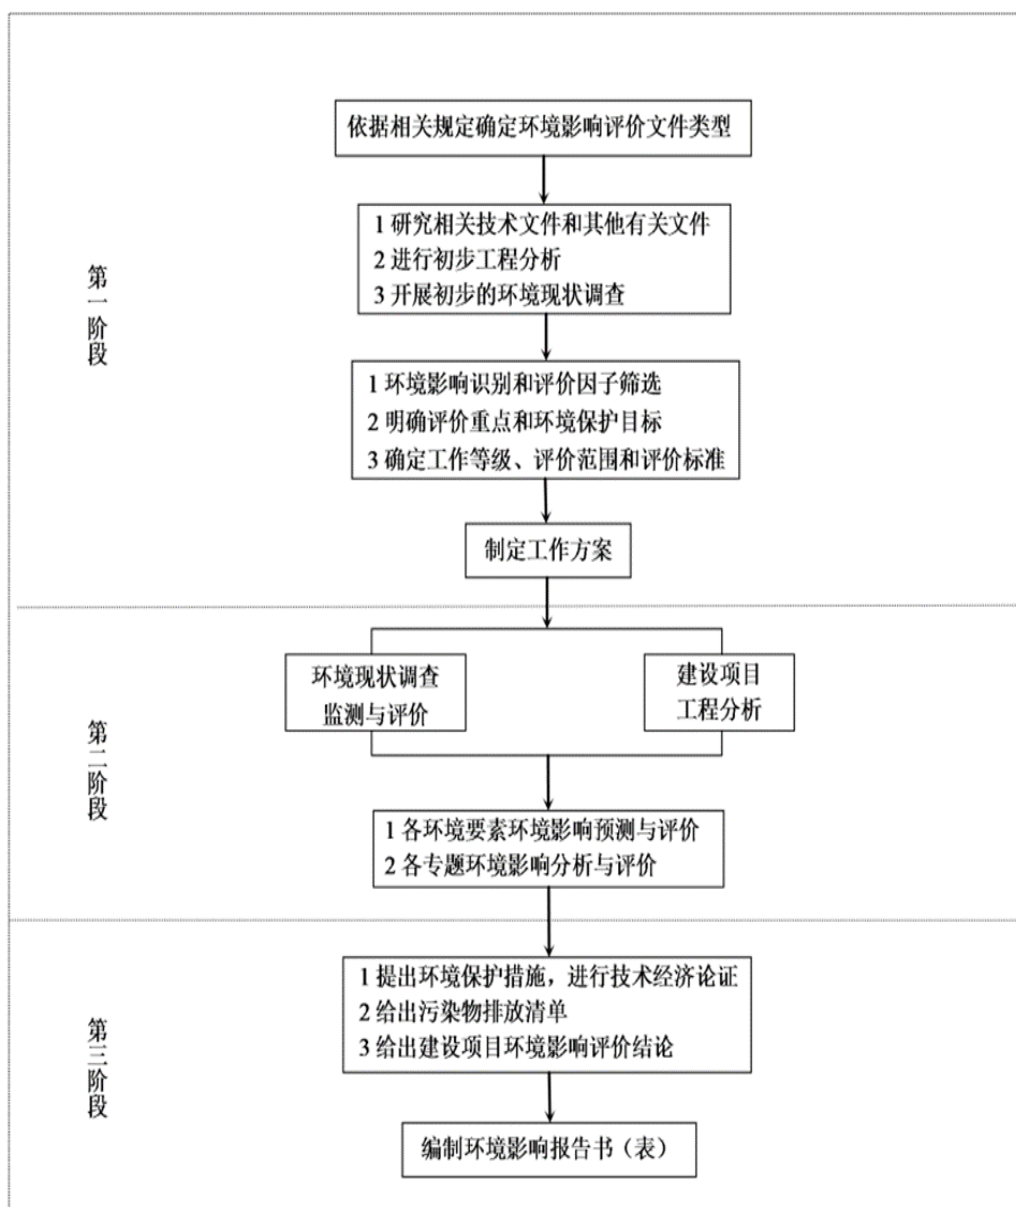 依据相关规定确定环境影响评价文件类型
1 研究相关技术文件和其他有关文件
2 进行初步工程分析
3 开展初步的环境现状调查
第一阶段
1 环境影响识别和评价因子筛选
2 明确评价重点和环境保护目标
3 确定工作等级、评价范围和评价标准
制定工作方案
环境现状调查
监测与评价
建设项目
工程分析
第二阶段
1 各环境要素环境影响预测与评价
2 各专题环境影响分析与评价
1 提出环境保护措施，进行技术经济论证
2 给出污染物排放清单
3 给出建设项目环境影响评价结论
第三阶段
编制环境影响报告书（表）